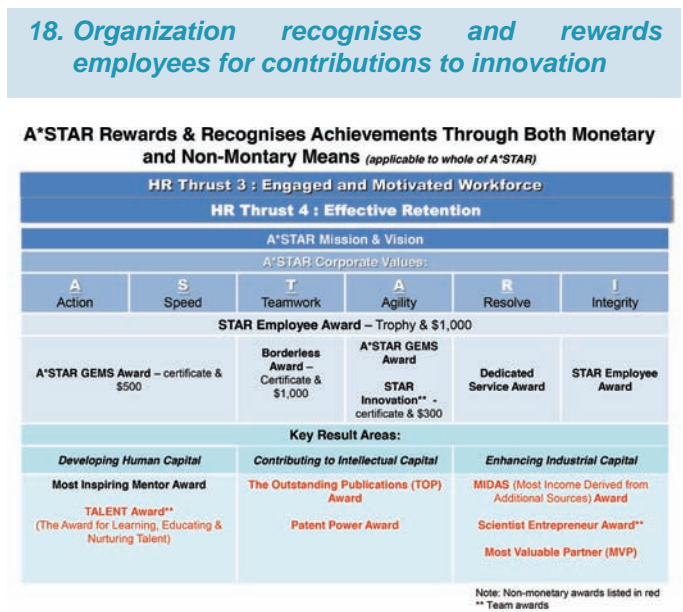 18. Organization recognises and rewards
employees for contributions to innovation
A*STAR Rewards & Recognises Achievements Through Both Monetary
and Non-Montary Means (applicable to whole of A*STAR)
HR Thrust 3 : Engaged and Motivated Workforce
HR Thrust 4 : Effective Retention
A*STAR Mission & Vision
A*STAR Corporate Values:
A
Action
S
Speed
T
Teamwork
A
Agility
R
Resolve
I
Integrity
STAR Employee Award – Trophy & $1,000
A*STAR GEMS Award – certificate &
$500
Borderless
Award –
Certificate &
$1,000
A*STAR GEMS
Award
STAR
Innovation** -
certificate & $300
Dedicated
Service Award
STAR Employee
Award
Key Result Areas:
Developing Human Capital
Most Inspiring Mentor Award
TALENT Award**
(The Award for Learning, Educating &
Nurturing Talent)
Contributing to Intellectual Capital
The Outstanding Publications (TOP)
Award
Patent Power Award
Enhancing Industrial Capital
MIDAS (Most Income Derived from
Additional Sources) Award
Scientist Entrepreneur Award**
Most Valuable Partner (MVP)
Note: Non-monetary awards listed in red
** Team awards